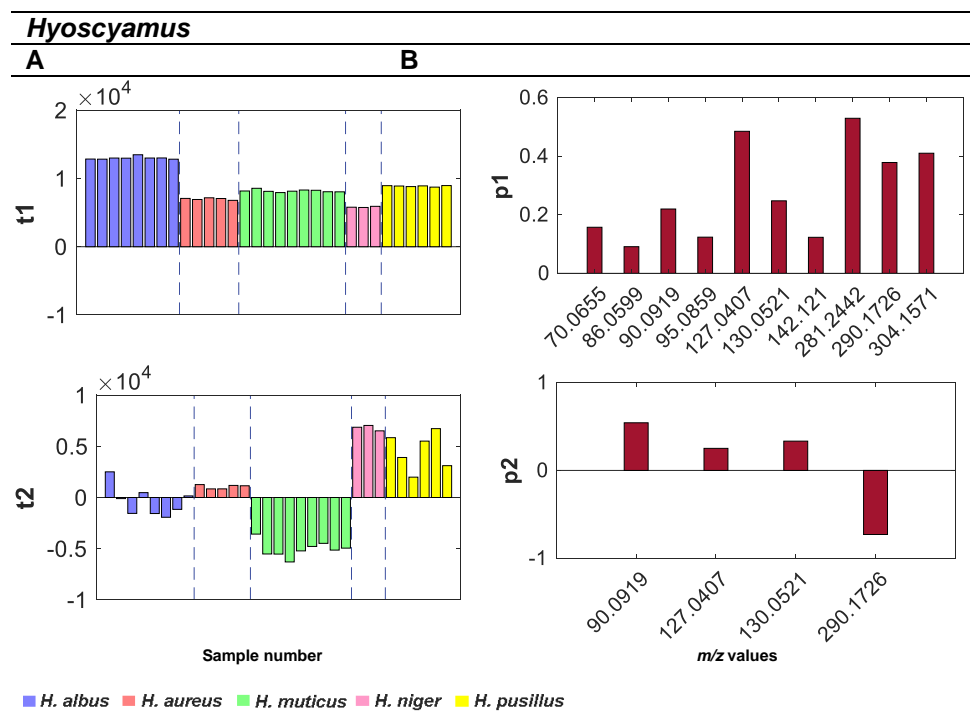 Hyoscyamus
A B
×10^4
2
1
0
-1
t1
0.6
0.4
0.2
0
p1
70.0655 86.0599 90.0919 95.0859 127.0407 130.0521 142.121 281.2442 290.1726 304.1571
×10^4
1
0.5
0
-0.5
-1
t2
1
0
-1
p2
90.0919 127.0407 130.0521 290.1726
Sample number
m/z values
H. albus H. aureus H. muticus H. niger H. pusillus